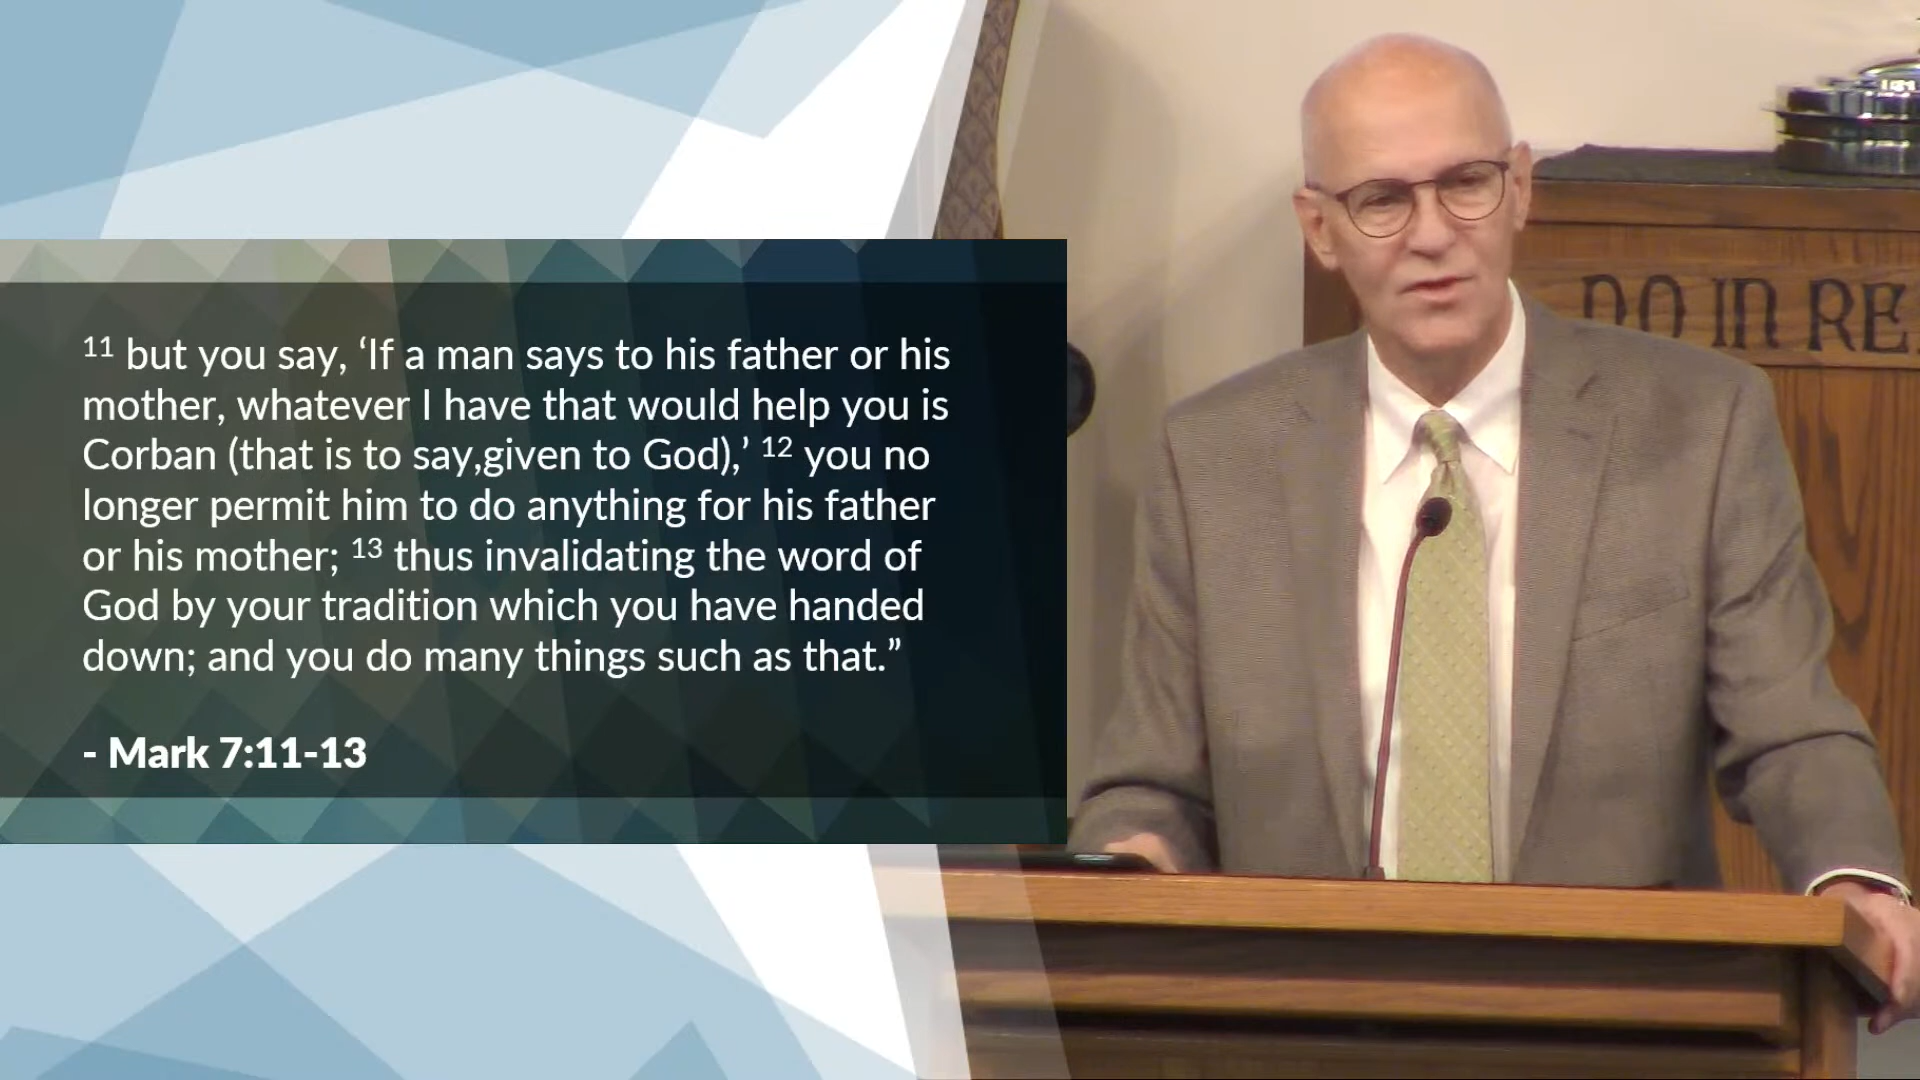 ¹¹ but you say, ‘If a man says to his father or his
mother, whatever I have that would help you is
Corban (that is to say,given to God),’ ¹² you no
longer permit him to do anything for his father
or his mother; ¹³ thus invalidating the word of
God by your tradition which you have handed
down; and you do many things such as that.”
- Mark 7:11-13
DO IN RE